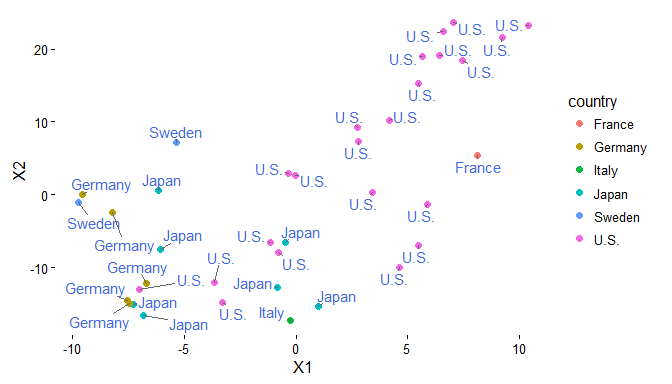 U.S.
U.S.
U.S.
U.S.
U.S.
U.S.
U.S.
U.S.
U.S.
U.S.
Sweden
U.S.
U.S.
U.S.
France
Germany
Japan
U.S.
U.S.
Sweden
Germany
Japan
U.S.
Japan
U.S.
U.S.
U.S.
Germany
U.S.
Germany
Japan
Japan
U.S.
Japan
Germany
Japan
U.S.
Italy
20
10
0
-10
X2
-10
-5
0
5
10
X1
country
France
Germany
Italy
Japan
Sweden
U.S.